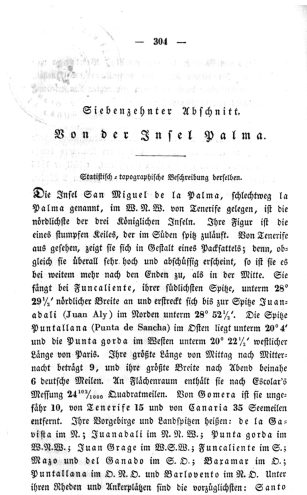 — 304 —
Siebenzehnter Abschnitt.
Von der Insel Palma.
Statistisch-topographische Beschreibung derselben.
Die Insel San Miguel de la Palma, schlechtweg la
Palma genannt, im W.N.W. von Tenerife gelegen, ist die
nördlichste der drei Königlichen Inseln. Ihre Figur ist die
eines stumpfen Keiles, der im Süden spitz zuläuft. Von Tenerife
aus gesehen, zeigt sie sich in Gestalt eines Packsattels; denn, ob-
gleich sie überall sehr hoch und abschüssig erscheint, so ist sie es
bei weitem mehr nach den Enden zu, als in der Mitte. Sie
fängt bei Funcaliente, ihrer südlichsten Spitze, unter 28°
29½′ nördlicher Breite an und erstreckt sich bis zur Spitze Juan-
adali (Juan Aly) im Norden unter 28° 52½′. Die Spitze
Puntallana (Punta de Sancha) im Osten liegt unter 20° 4′
und die Punta gorda im Westen unter 20° 22½′ westlicher
Länge von Paris. Ihre größte Länge von Mittag nach Mitter-
nacht beträgt 9, und ihre größte Breite nach Abend beinahe
6 deutsche Meilen. An Flächenraum enthält sie nach Escolar's
Messung 24 103/1000 Quadratmeilen. Von Gomera ist sie unge-
fähr 10, von Tenerife 15 und von Canaria 35 Seemeilen
entfernt. Ihre Vorgebirge und Landspitzen heißen: de la Ga-
vista im N.; Juanadali im N.N.W.; Punta gorda im
W.N.W.; Juan Grage im W.S.W.; Funcaliente im S.;
Mazo und del Ganado im S.O.; Baxamar im O.;
Puntallana im O.N.O. und Barlovento im N.O. Unter
ihren Rheden und Ankerplätzen sind die vorzüglichsten: Santo